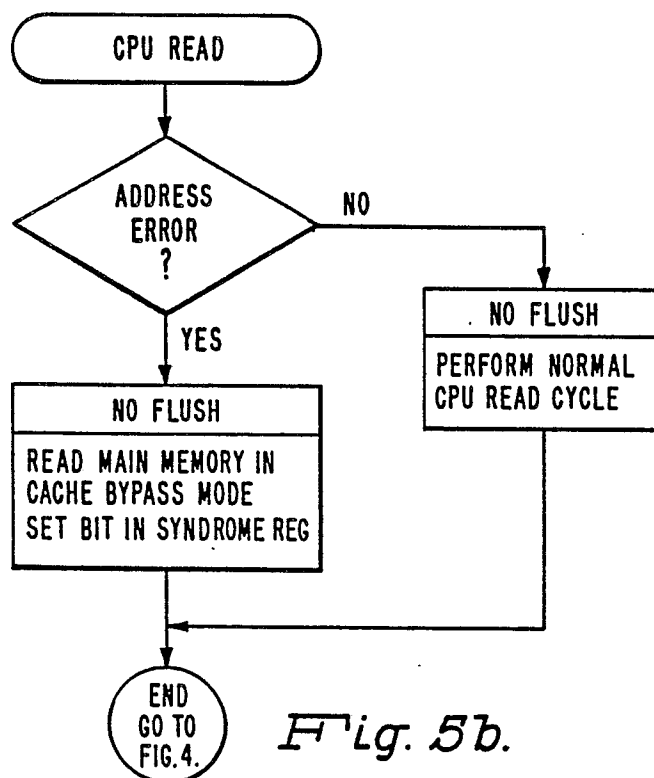 CPU READ
ADDRESS
ERROR
?
NO
YES
NO FLUSH
PERFORM NORMAL
CPU READ CYCLE
NO FLUSH
READ MAIN MEMORY IN
CACHE BYPASS MODE
SET BIT IN SYNDROME REG
END
GO TO
FIG.4.
Fig. 5b.